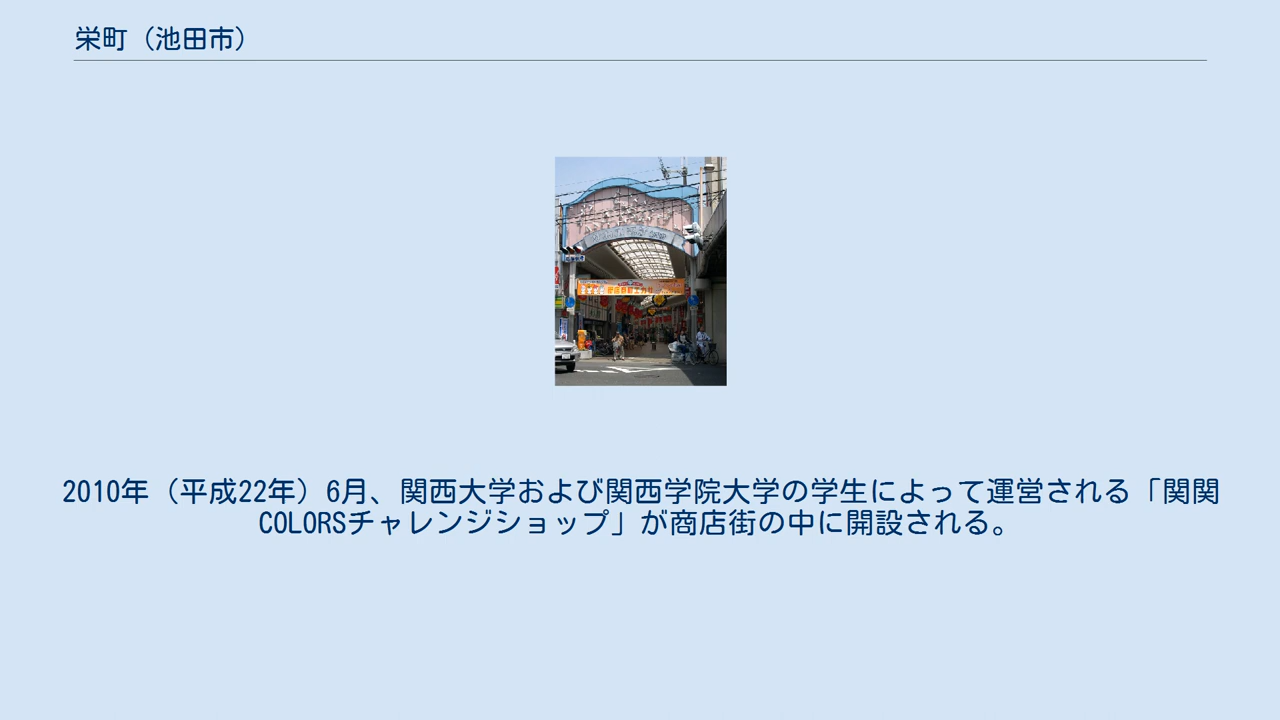 栄町（池田市）
2010年（平成22年）6月、関西大学および関西学院大学の学生によって運営される「関関
COLORSチャレンジショップ」が商店街の中に開設される。